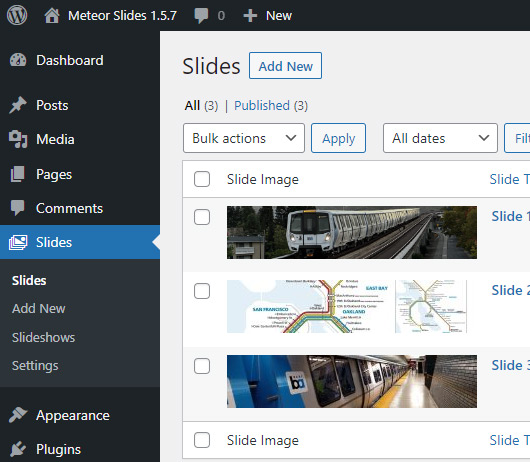 Meteor Slides 1.5.7 0 New
Dashboard
Posts
Media
Pages
Comments
Slides
Slides
Add New
Slideshows
Settings
Appearance
Plugins
Slides Add New
All (3) | Published (3)
Bulk actions Apply All dates Filt
Slide Image Slide T
Slide 1
Slide 2
SAN FRANCISCO
EAST BAY
OAKLAND
Slide 3
ba
Slide Image